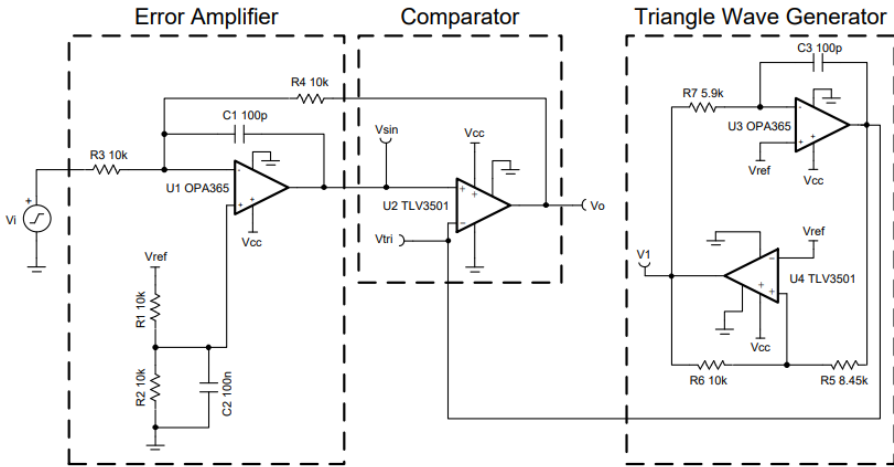 Error Amplifier
Comparator
Triangle Wave Generator
R4 10k
C1 100p
R3 10k
-
+
U1 OPA365
Vcc
Vi
+
Vref
R1 10k
R2 10k
C2 100n
Vsin
Vcc
+
+
-
U2 TLV3501
Vtri
Vo
C3 100p
R7 5.9k
-
+
+
U3 OPA365
Vref
Vcc
V1
Vref
-
+
+
U4 TLV3501
Vcc
R6 10k
R5 8.45k